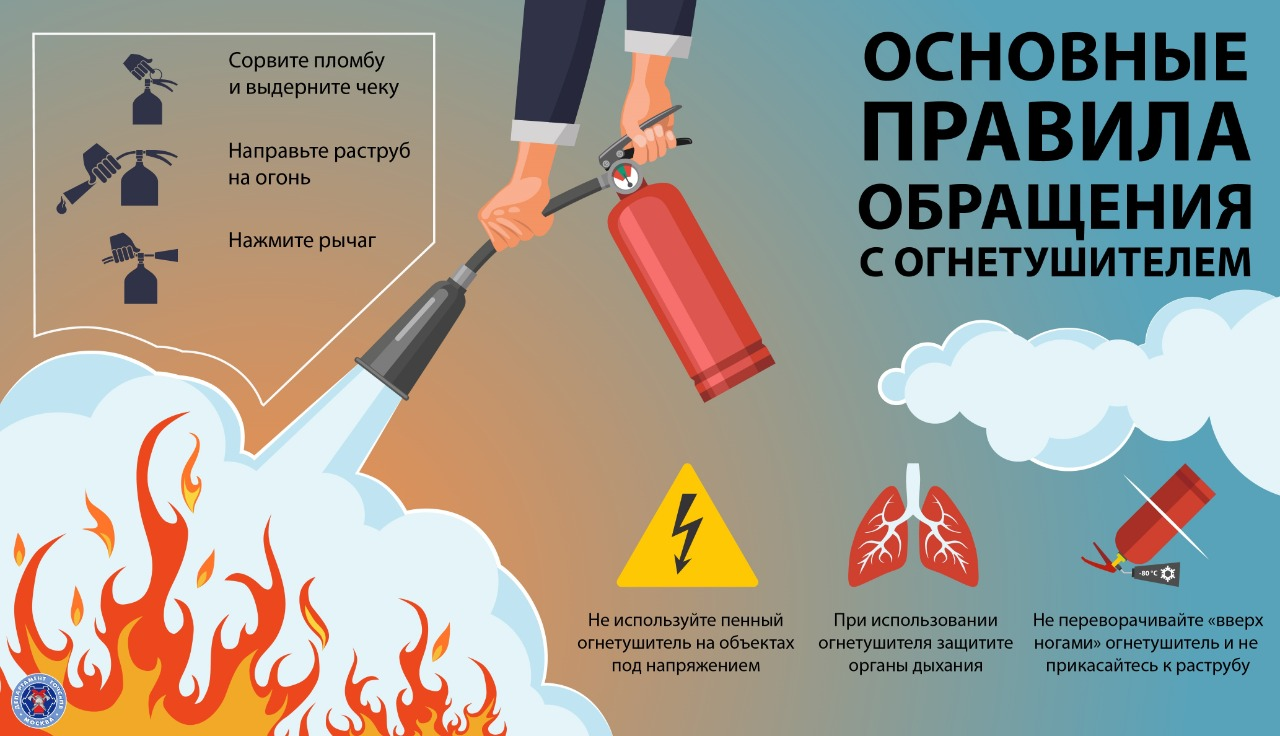 ОСНОВНЫЕ
ПРАВИЛА
ОБРАЩЕНИЯ
С ОГНЕТУШИТЕЛЕМ
Сорвите пломбу
и выдерните чеку
Направьте раструб
на огонь
Нажмите рычаг
Не используйте пенный
огнетушитель на объектах
под напряжением
При использовании
огнетушителя защитите
органы дыхания
-80 °C
Не переворачивайте «вверх
ногами» огнетушитель и не
прикасайтесь к раструбу
ДЕПАРТАМЕНТ ГОЧСИПБ
МОСКВА